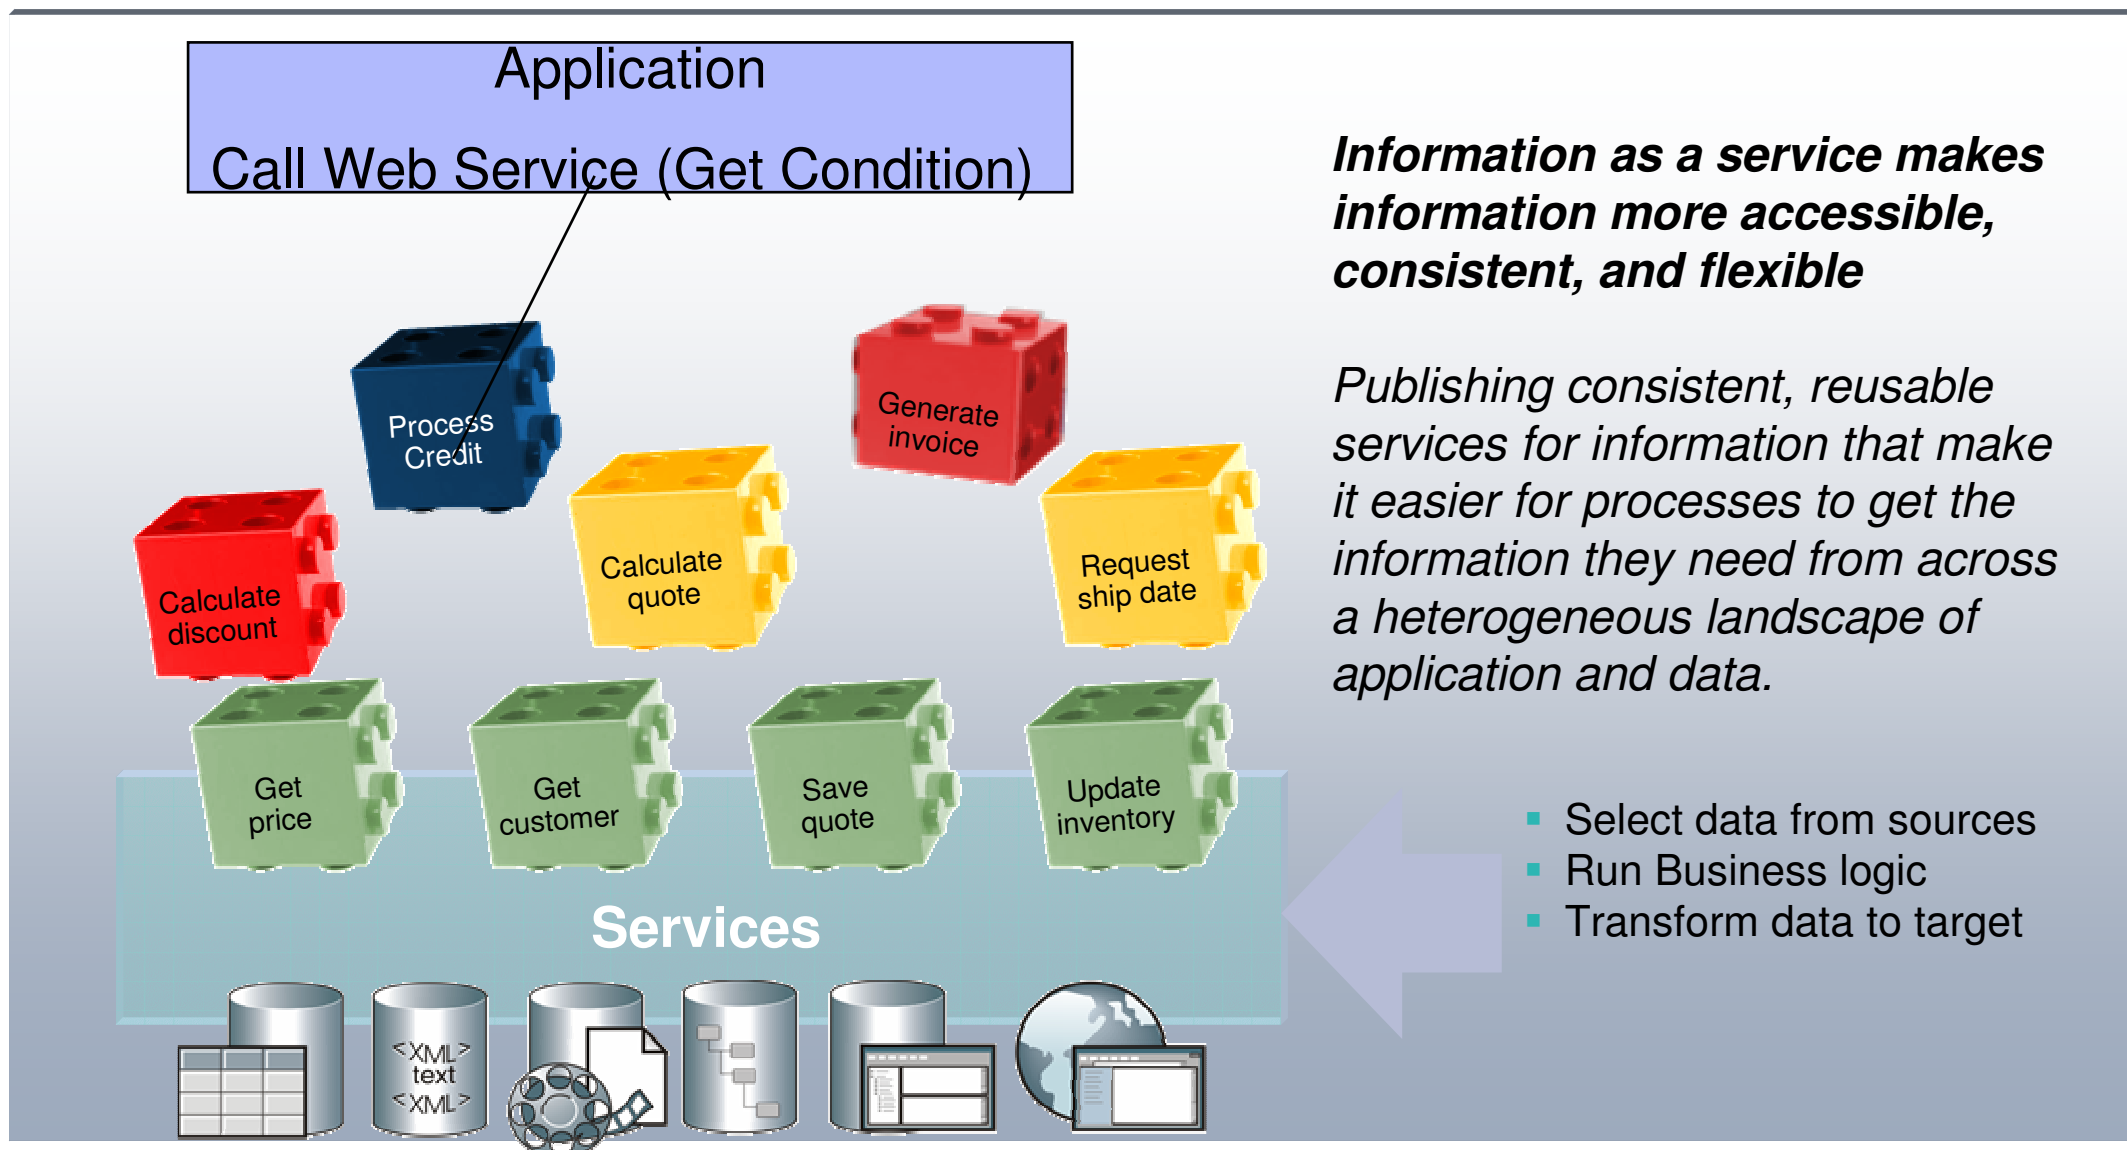 Application
Call Web Service (Get Condition)
Information as a service makes
information more accessible,
consistent, and flexible
Publishing consistent, reusable
services for information that make
it easier for processes to get the
information they need from across
a heterogeneous landscape of
application and data.
Process
Credit
Generate
invoice
Calculate
discount
Calculate
quote
Request
ship date
Get
price
Get
customer
Save
quote
Update
inventory
Services
▪ Select data from sources
▪ Run Business logic
▪ Transform data to target
<XML>
text
<XML>